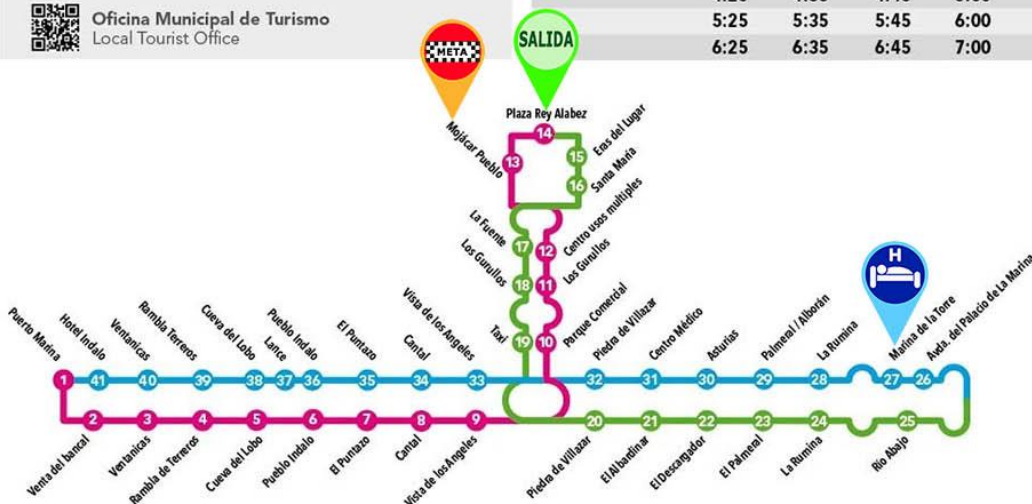 Oficina Municipal de Turismo
Local Tourist Office
5:25 5:35 5:45 6:00
6:25 6:35 6:45 7:00
META
SALIDA
Plaza Rey Alabez
14
Mojácar Pueblo
13
15
Eras del Lugar
16
Santa María
La Fuente
17
12
Centro usos multiples
Los Gurullos
18
11
Los Gurullos
Taxi
19
10
Parque Comercial
H
Puerto Marina
Hotel Indalo
Ventanicas
Rambla Terreros
Cueva del Lobo
Lance
Pueblo Indalo
El Puntazo
Cantal
Vista de los Angeles
Piedra de Villazar
Centro Médico
Asturias
Palmeral / Alborán
La Rumina
Marina de la Torre
Avda. del Palacio de La Marina
1 41 40 39 38 37 36 35 34 33 32 31 30 29 28 27 26
2 3 4 5 6 7 8 9 20 21 22 23 24 25
Venta del bancal
Ventanicas
Rambla de Terreros
Cueva del Lobo
Pueblo Indalo
El Puntazo
Cantal
Vista de los Angeles
Piedra de Villazar
El Albardinar
El Descargador
El Palmeral
La Rumina
Río Abajo